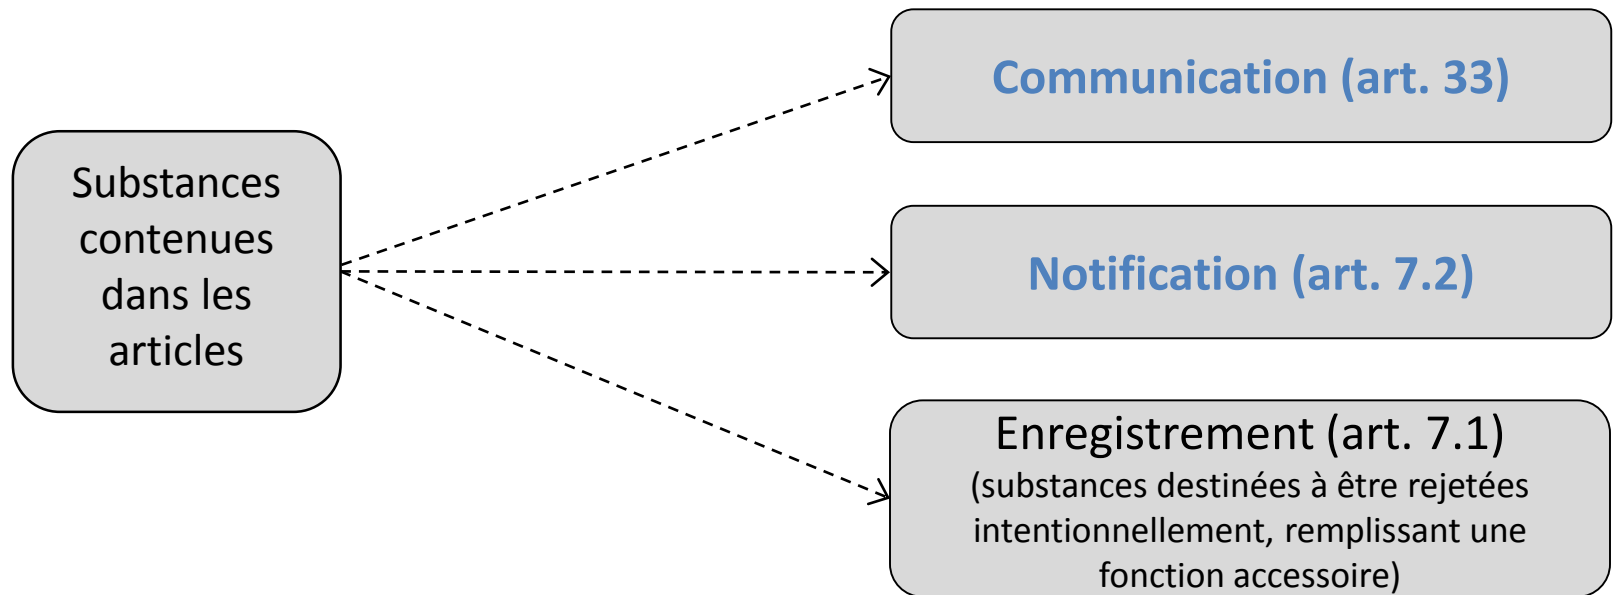 Substances
contenues
dans les
articles
Communication (art. 33)
Notification (art. 7.2)
Enregistrement (art. 7.1)
(substances destinées à être rejetées
intentionnellement, remplissant une
fonction accessoire)